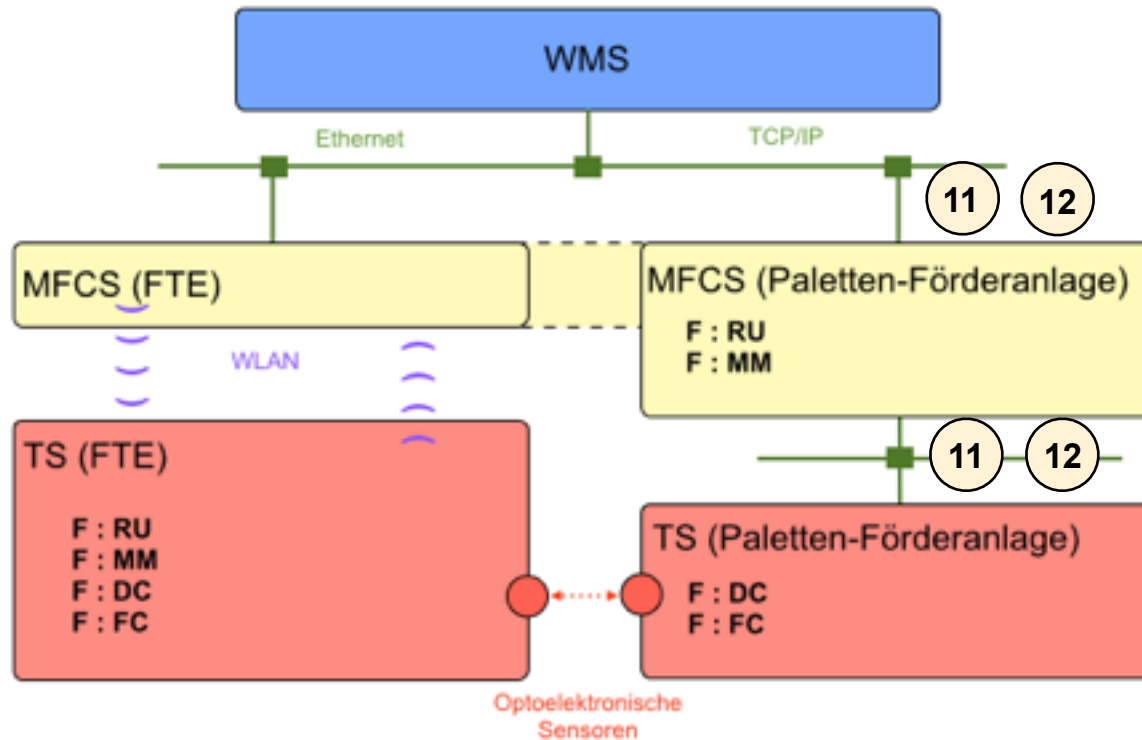 WMS
Ethernet
TCP/IP
11
12
MFCS (FTE)
MFCS (Paletten-Förderanlage)
F : RU
F : MM
WLAN
11
12
TS (FTE)
F : RU
F : MM
F : DC
F : FC
TS (Paletten-Förderanlage)
F : DC
F : FC
Optoelektronische
Sensoren